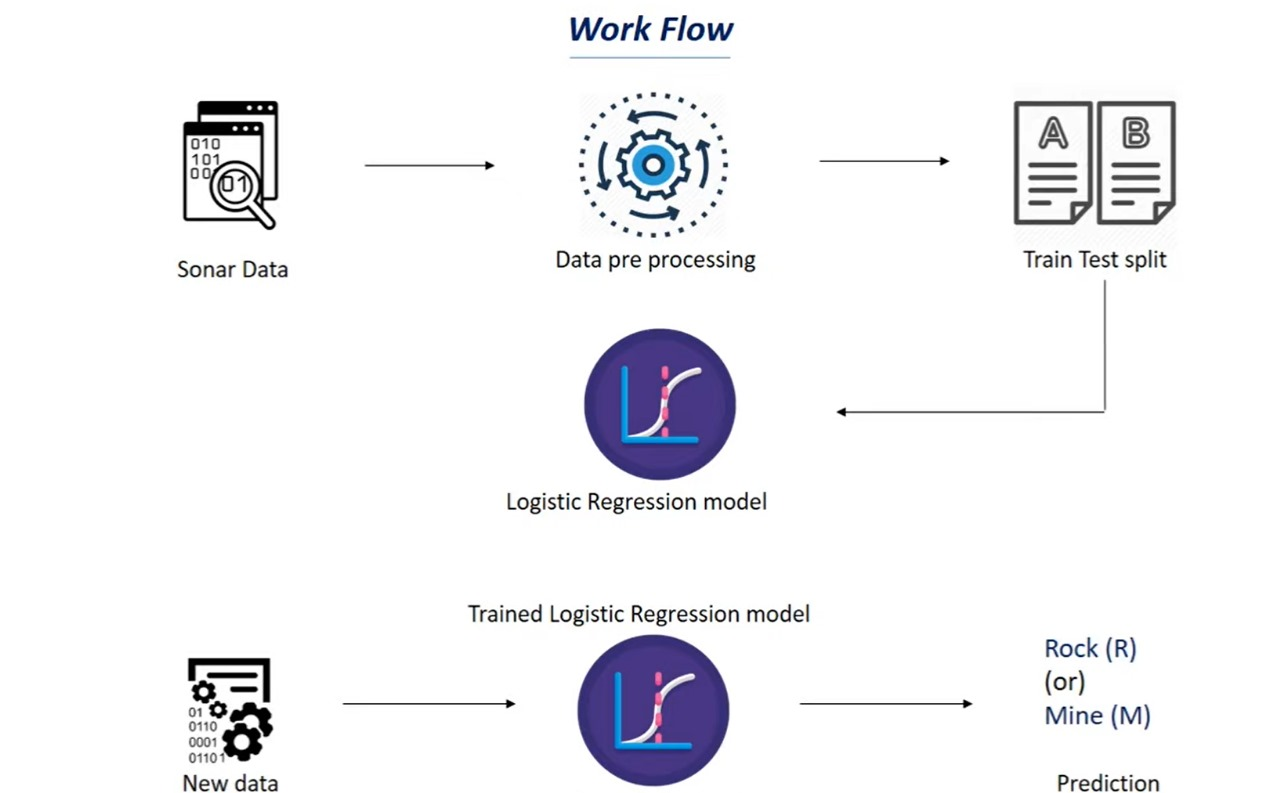 Work Flow
010
101
00
01
A
B
Sonar Data
Data pre processing
Train Test split
Logistic Regression model
Trained Logistic Regression model
01
0110
0001
01101
Rock (R)
(or)
Mine (M)
New data
Prediction